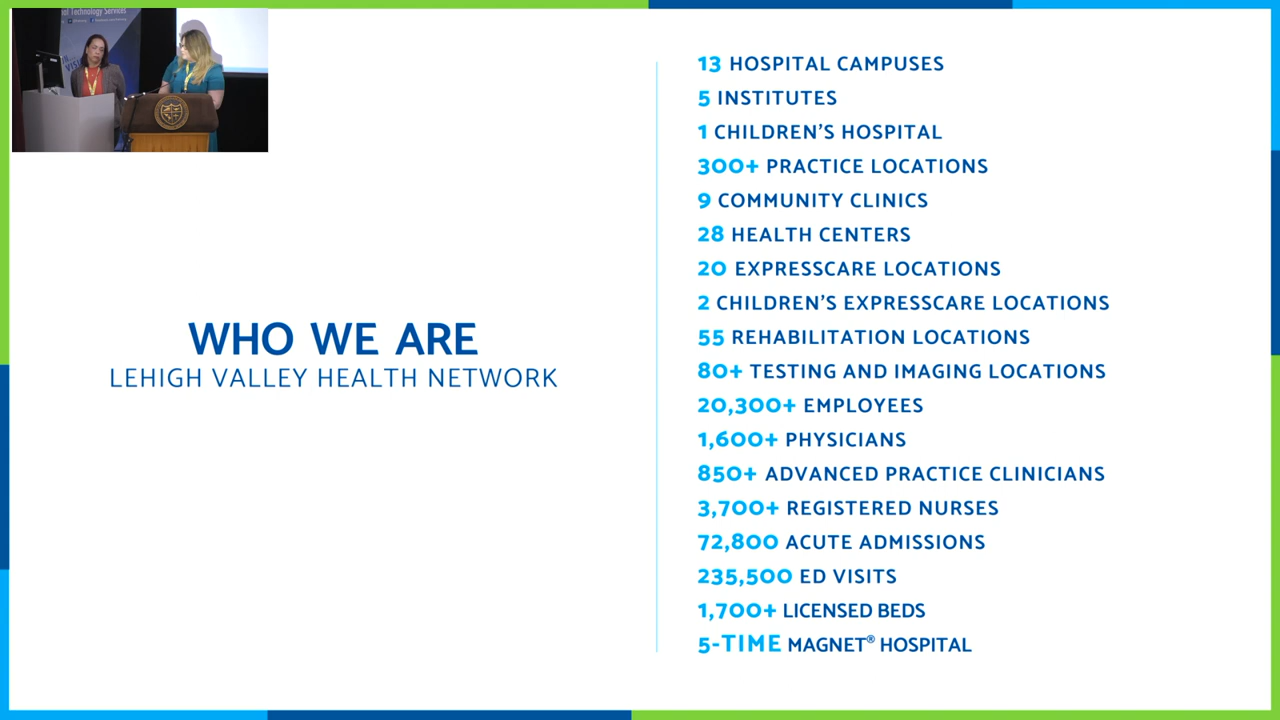 al Technology Services
WHO WE ARE
LEHIGH VALLEY HEALTH NETWORK
13 HOSPITAL CAMPUSES
5 INSTITUTES
1 CHILDREN'S HOSPITAL
300+ PRACTICE LOCATIONS
9 COMMUNITY CLINICS
28 HEALTH CENTERS
20 EXPRESSCARE LOCATIONS
2 CHILDREN'S EXPRESSCARE LOCATIONS
55 REHABILITATION LOCATIONS
80+ TESTING AND IMAGING LOCATIONS
20,300+ EMPLOYEES
1,600+ PHYSICIANS
850+ ADVANCED PRACTICE CLINICIANS
3,700+ REGISTERED NURSES
72,800 ACUTE ADMISSIONS
235,500 ED VISITS
1,700+ LICENSED BEDS
5-TIME MAGNET® HOSPITAL